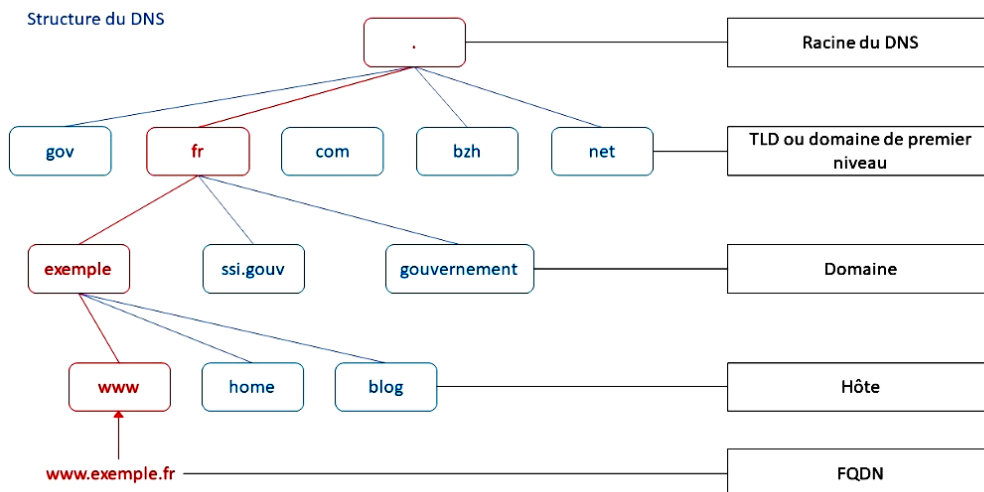 Structure du DNS
.
Racine du DNS
gov
fr
com
bzh
net
TLD ou domaine de premier
niveau
exemple
ssi.gouv
gouvernement
Domaine
www
home
blog
Hôte
www.exemple.fr
FQDN